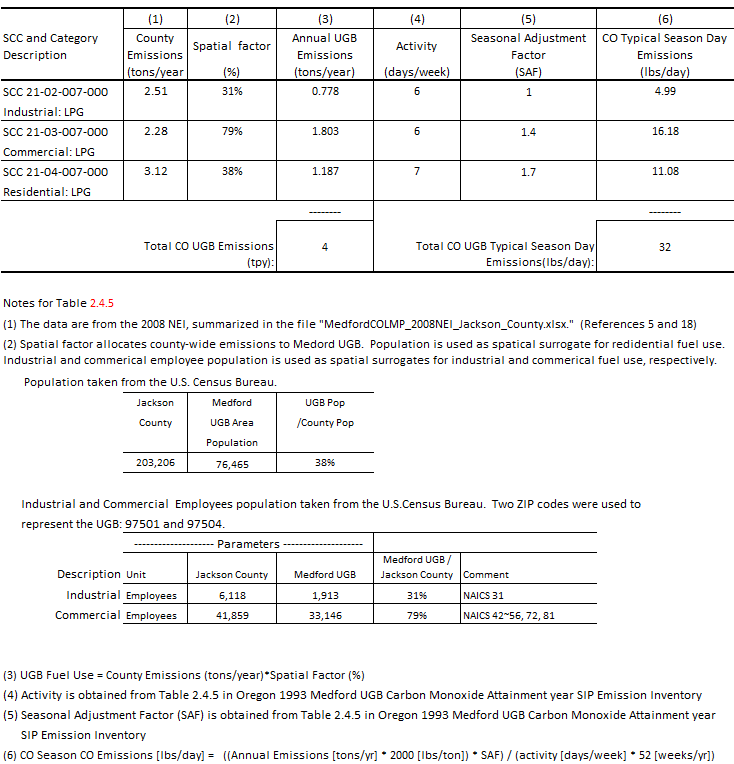 (1) (2) (3) (4) (5) (6)
SCC and Category Description County Emissions (tons/year Spatial factor (%) Annual UGB Emissions (tons/year) Activity (days/week) Seasonal Adjustment Factor (SAF) CO Typical Season Day Emissions (lbs/day)
SCC 21-02-007-000 2.51 31% 0.778 6 1 4.99
Industrial: LPG
SCC 21-03-007-000 2.28 79% 1.803 6 1.4 16.18
Commercial: LPG
SCC 21-04-007-000 3.12 38% 1.187 7 1.7 11.08
Residential: LPG
-------- --------
Total CO UGB Emissions (tpy): 4 Total CO UGB Typical Season Day Emissions(lbs/day): 32
Notes for Table 2.4.5
(1) The data are from the 2008 NEI, summarized in the file "MedfordCOLMP_2008NEI_Jackson_County.xlsx." (References 5 and 18)
(2) Spatial factor allocates county-wide emissions to Medord UGB. Population is used as spatical surrogate for redidential fuel use.
Industrial and commerical employee population is used as spatial surrogates for industrial and commerical fuel use, respectively.
Population taken from the U.S. Census Bureau.
Jackson County Medford UGB Area Population UGB Pop /County Pop
203,206 76,465 38%
Industrial and Commercial Employees population taken from the U.S.Census Bureau. Two ZIP codes were used to
represent the UGB: 97501 and 97504.
-------------------- Parameters --------------------
Description Unit Jackson County Medford UGB Medford UGB / Jackson County Comment
Industrial Employees 6,118 1,913 31% NAICS 31
Commercial Employees 41,859 33,146 79% NAICS 42~56, 72, 81
(3) UGB Fuel Use = County Emissions (tons/year)*Spatial Factor (%)
(4) Activity is obtained from Table 2.4.5 in Oregon 1993 Medford UGB Carbon Monoxide Attainment year SIP Emission Inventory
(5) Seasonal Adjustment Factor (SAF) is obtained from Table 2.4.5 in Oregon 1993 Medford UGB Carbon Monoxide Attainment year
SIP Emission Inventory
(6) CO Season CO Emissions [lbs/day] = ((Annual Emissions [tons/yr] * 2000 [lbs/ton]) * SAF) / (activity [days/week] * 52 [weeks/yr])